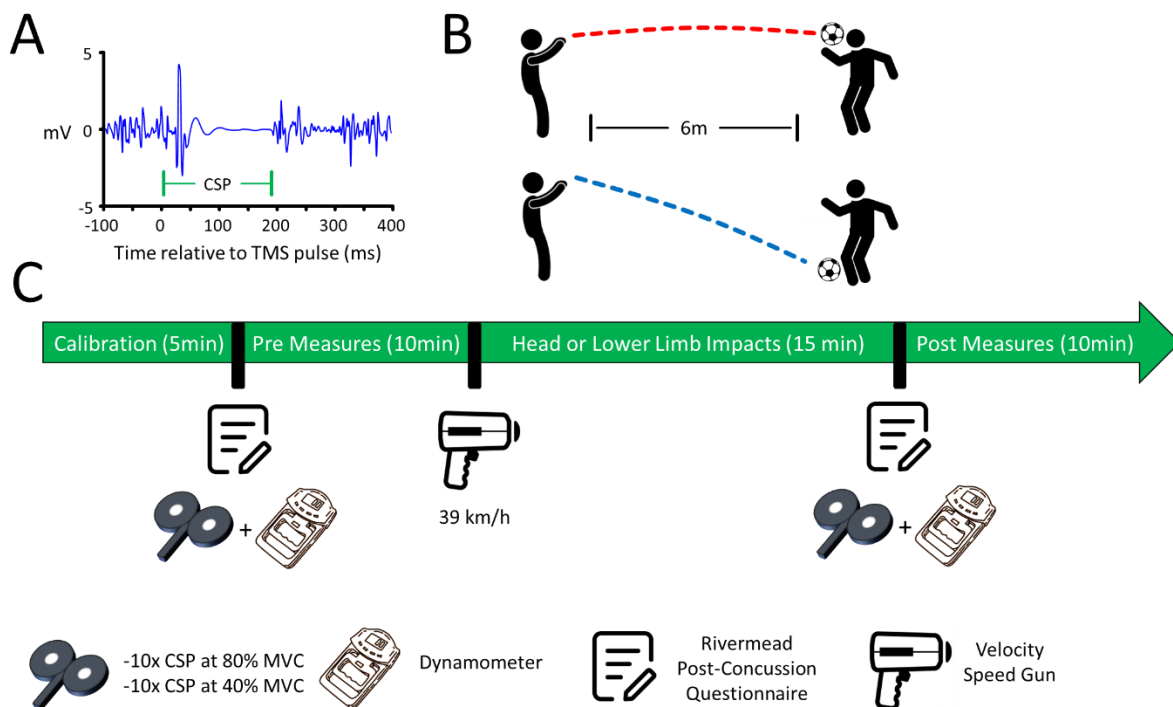 A
5
mV
0
CSP
-5
-100
0
100
200
300
400
Time relative to TMS pulse (ms)
B
6m
C
Calibration (5min)
Pre Measures (10min)
Head or Lower Limb Impacts (15 min)
Post Measures (10min)
+
39 km/h
+
-10x CSP at 80% MVC
-10x CSP at 40% MVC
Dynamometer
Rivermead
Post-Concussion
Questionnaire
Velocity
Speed Gun